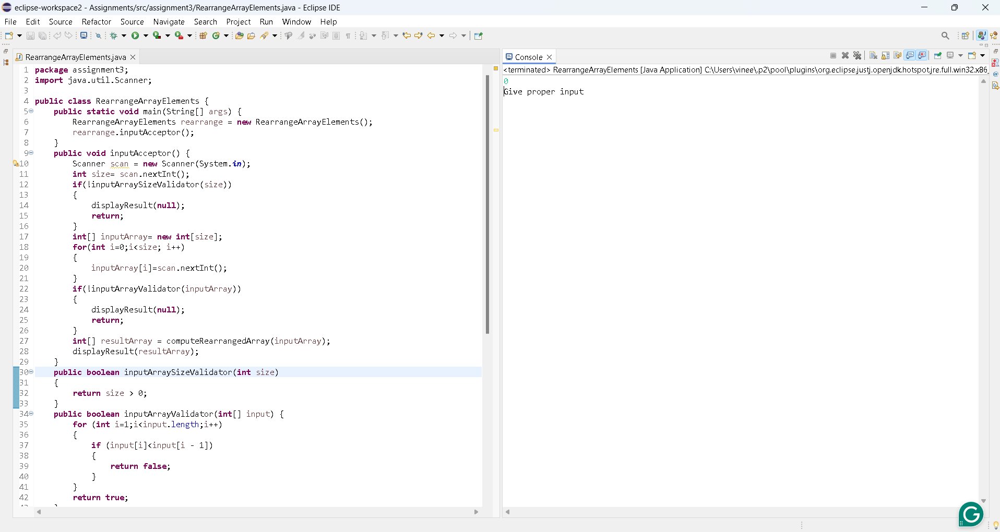 eclipse-workspace2 - Assignments/src/assignment3/RearrangeArrayElements.java - Eclipse IDE
File Edit Source Refactor Source Navigate Search Project Run Window Help
RearrangeArrayElements.java
1 package assignment3;
2 import java.util.Scanner;
3
4 public class RearrangeArrayElements {
5 public static void main(String[] args) {
6 RearrangeArrayElements rearrange = new RearrangeArrayElements();
7 rearrange.inputAcceptor();
8 }
9 public void inputAcceptor() {
10 Scanner scan = new Scanner(System.in);
11 int size= scan.nextInt();
12 if(!inputArraySizeValidator(size))
13 {
14 displayResult(null);
15 return;
16 }
17 int[] inputArray= new int[size];
18 for(int i=0;i<size; i++)
19 {
20 inputArray[i]=scan.nextInt();
21 }
22 if(!inputArrayValidator(inputArray))
23 {
24 displayResult(null);
25 return;
26 }
27 int[] resultArray = computeRearrangedArray(inputArray);
28 displayResult(resultArray);
29 }
30 public boolean inputArraySizeValidator(int size)
31 {
32 return size > 0;
33 }
34 public boolean inputArrayValidator(int[] input) {
35 for (int i=1;i<input.length;i++)
36 {
37 if (input[i]<input[i - 1])
38 {
39 return false;
40 }
41 }
42 return true;
Console
<terminated> RearrangeArrayElements [Java Application] C:\Users\vinee\.p2\pool\plugins\org.eclipse.justj.openjdk.hotspot.jre.full.win32.x86_
0
Give proper input